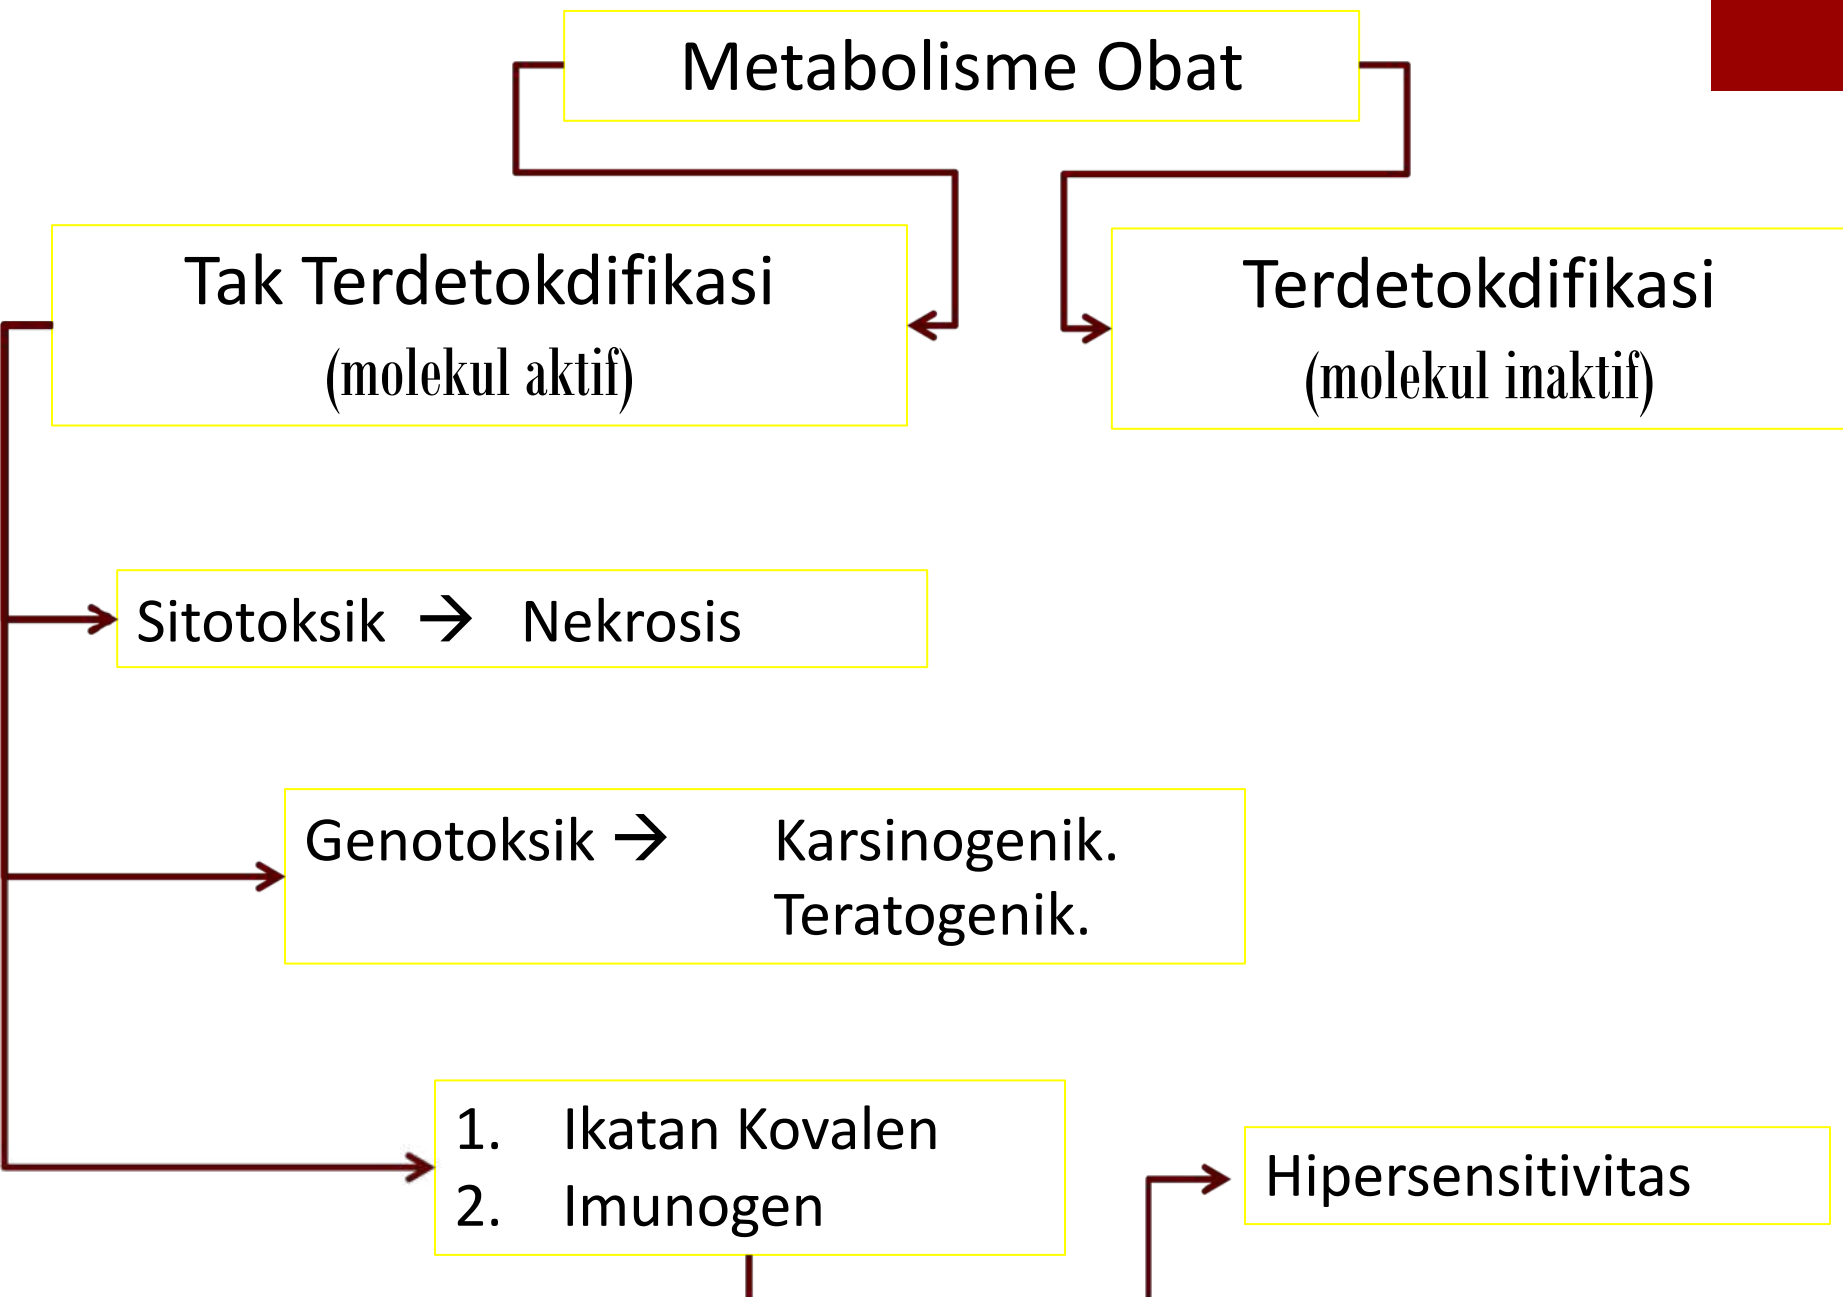 Metabolisme Obat
Tak Terdetokdifikasi
(molekul aktif)
Terdetokdifikasi
(molekul inaktif)
Sitotoksik → Nekrosis
Genotoksik → Karsinogenik.
Teratogenik.
1. Ikatan Kovalen
2. Imunogen
Hipersensitivitas